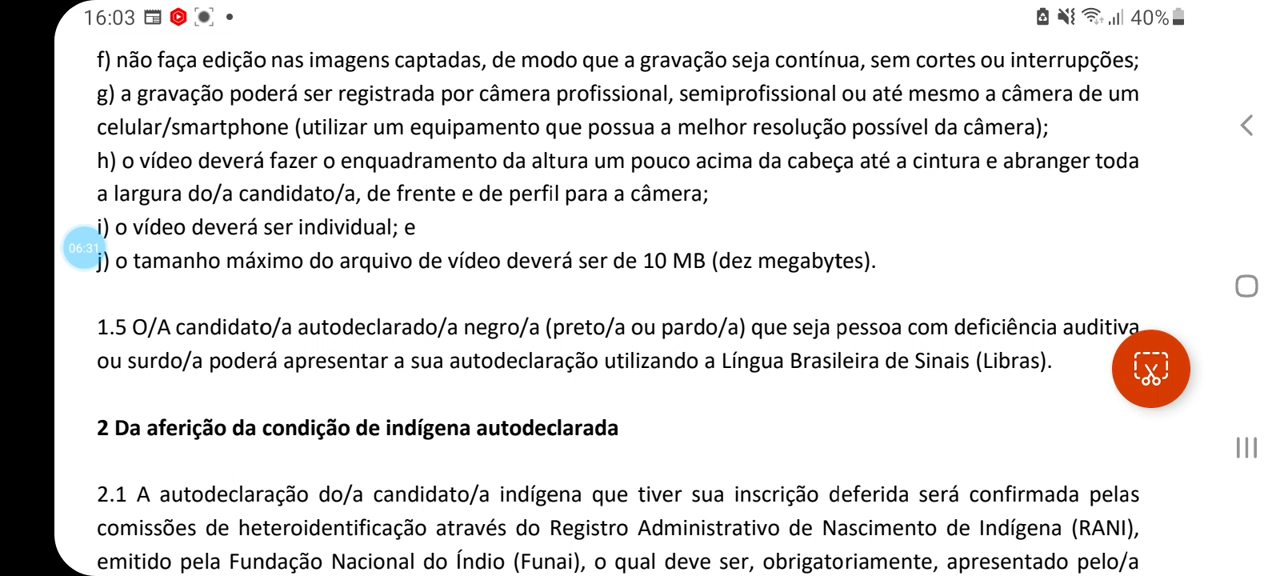 16:03
40%
f) não faça edição nas imagens captadas, de modo que a gravação seja contínua, sem cortes ou interrupções;
g) a gravação poderá ser registrada por câmera profissional, semiprofissional ou até mesmo a câmera de um
celular/smartphone (utilizar um equipamento que possua a melhor resolução possível da câmera);
h) o vídeo deverá fazer o enquadramento da altura um pouco acima da cabeça até a cintura e abranger toda
a largura do/a candidato/a, de frente e de perfil para a câmera;
i) o vídeo deverá ser individual; e
06:31
j) o tamanho máximo do arquivo de vídeo deverá ser de 10 MB (dez megabytes).
1.5 O/A candidato/a autodeclarado/a negro/a (preto/a ou pardo/a) que seja pessoa com deficiência auditiva
ou surdo/a poderá apresentar a sua autodeclaração utilizando a Língua Brasileira de Sinais (Libras).
2 Da aferição da condição de indígena autodeclarada
2.1 A autodeclaração do/a candidato/a indígena que tiver sua inscrição deferida será confirmada pelas
comissões de heteroidentificação através do Registro Administrativo de Nascimento de Indígena (RANI),
emitido pela Fundação Nacional do Índio (Funai), o qual deve ser, obrigatoriamente, apresentado pelo/a